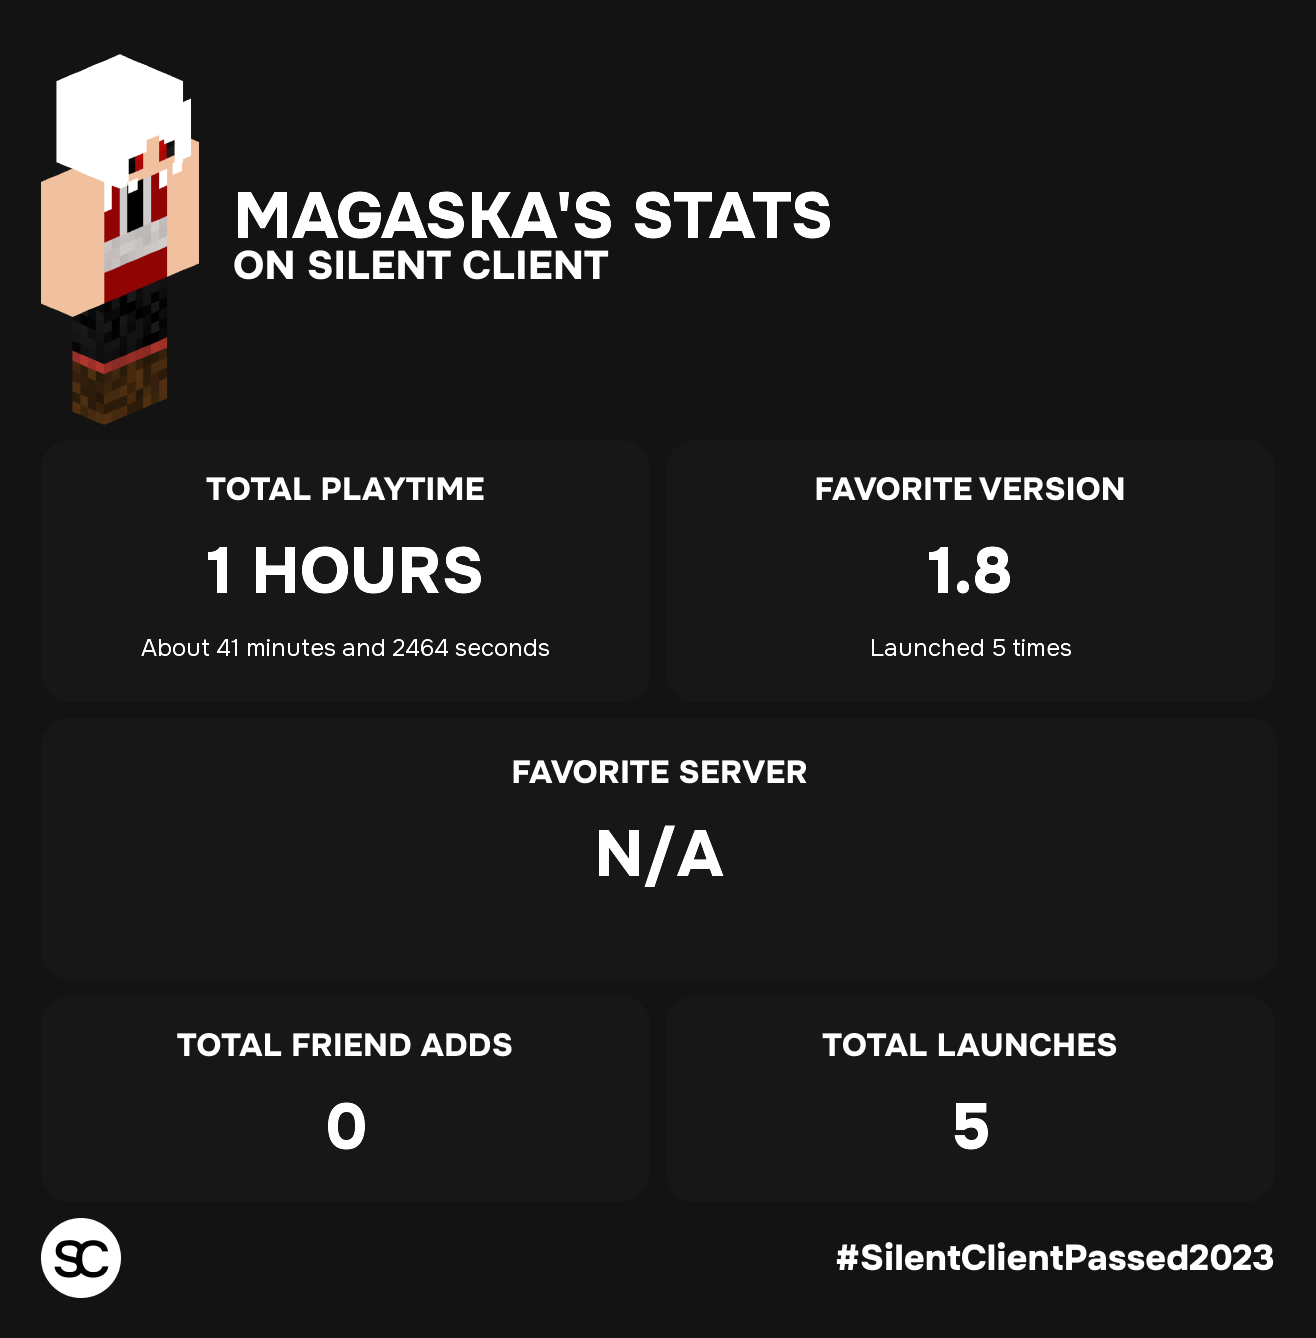 MAGASKA'S STATS
ON SILENT CLIENT
TOTAL PLAYTIME
1 HOURS
About 41 minutes and 2464 seconds
FAVORITE VERSION
1.8
Launched 5 times
FAVORITE SERVER
N/A
TOTAL FRIEND ADDS
0
TOTAL LAUNCHES
5
SC
#SilentClientPassed2023